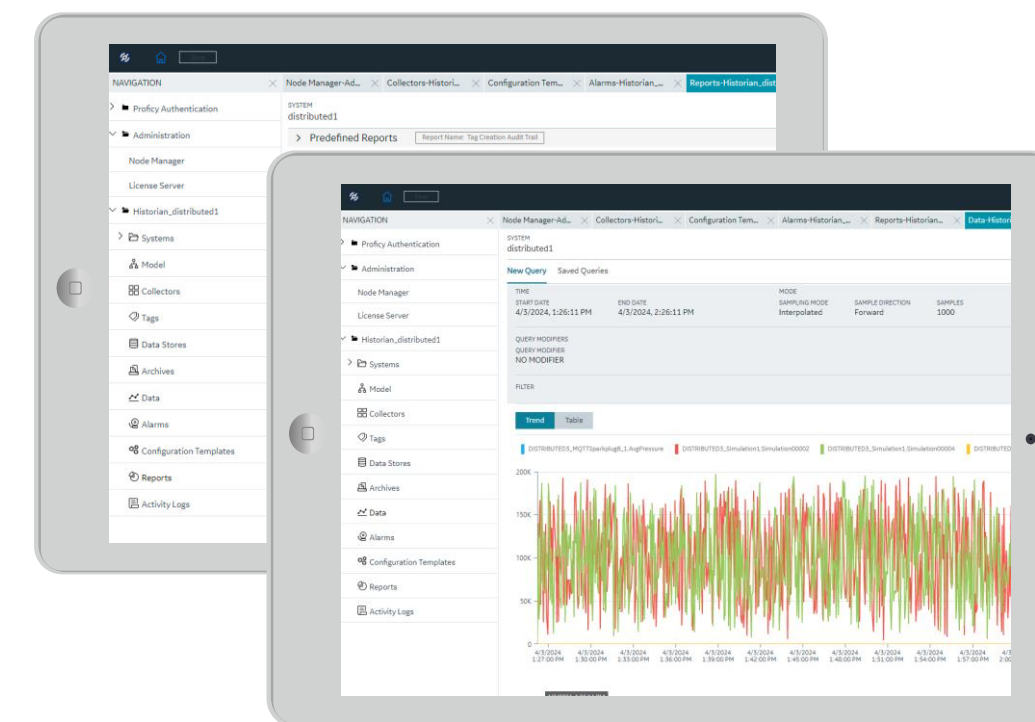 NAVIGATION
Node Manager-Ad...
Collectors-Histori...
Configuration Tem...
Alarms-Historian_...
Reports-Historian_dist
Proficy Authentication
Administration
Node Manager
License Server
Historian_distributed1
Systems
Model
Collectors
Tags
Data Stores
Archives
Data
Alarms
Configuration Templates
Reports
Activity Logs
SYSTEM
distributed1
Predefined Reports
Report Name: Tag Creation Audit Trail
NAVIGATION
Node Manager-Ad...
Collectors-Histori...
Configuration Tem...
Alarms-Historian_...
Reports-Historian...
Data-Histori
Proficy Authentication
Administration
Node Manager
License Server
Historian_distributed1
Systems
Model
Collectors
Tags
Data Stores
Archives
Data
Alarms
Configuration Templates
Reports
Activity Logs
SYSTEM
distributed1
New Query Saved Queries
TIME MODE
START DATE END DATE SAMPLING MODE SAMPLE DIRECTION SAMPLES
4/3/2024, 1:26:11 PM 4/3/2024, 2:26:11 PM Interpolated Forward 1000
QUERY MODIFIERS
QUERY MODIFIER
NO MODIFIER
FILTER
Trend Table
DISTRIBUTED3_MQTTSparkplugB_1.AvgPressure DISTRIBUTED3_Simulation1.Simulation00002 DISTRIBUTED3_Simulation1.Simulation00004 DISTRIBUTED
200K
150K
100K
50K
0
4/3/2024 4/3/2024 4/3/2024 4/3/2024 4/3/2024 4/3/2024 4/3/2024 4/3/2024 4/3/2024 4/3/2024 4/3/2024 4/3
1:27:00 PM 1:30:00 PM 1:33:00 PM 1:36:00 PM 1:39:00 PM 1:42:00 PM 1:45:00 PM 1:48:00 PM 1:51:00 PM 1:54:00 PM 1:57:00 PM 2:00